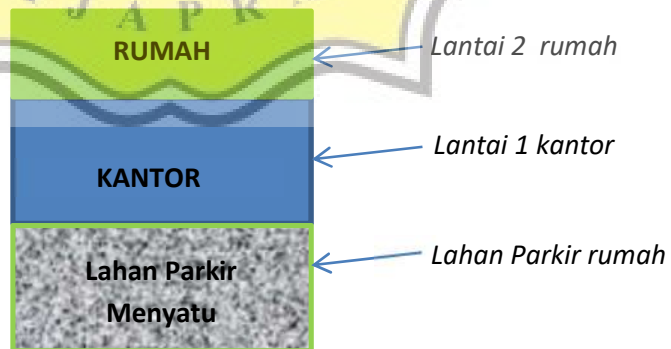 J A P R
RUMAH
Lantai 2 rumah
Lantai 1 kantor
KANTOR
Lahan Parkir rumah
Lahan Parkir
Menyatu